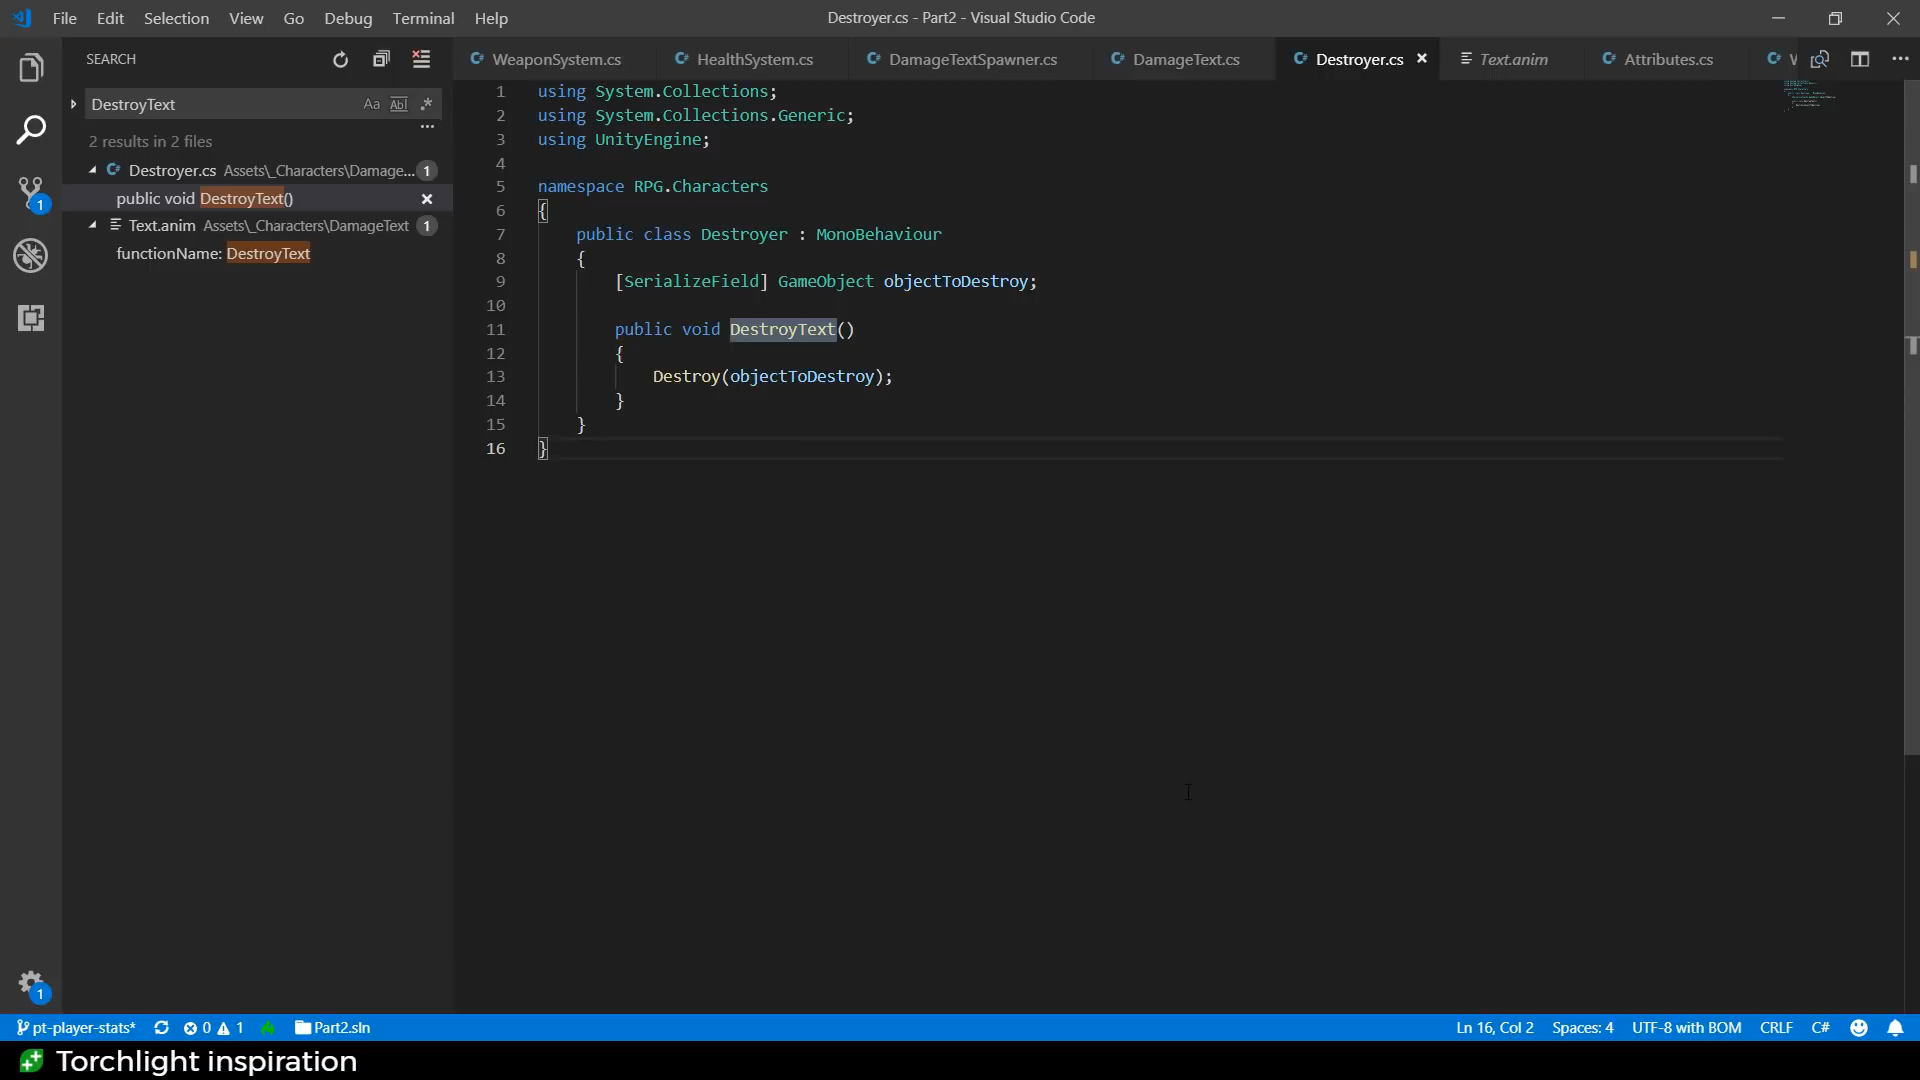 File Edit Selection View Go Debug Terminal Help
Destroyer.cs - Part2 - Visual Studio Code
SEARCH
WeaponSystem.cs HealthSystem.cs DamageTextSpawner.cs DamageText.cs Destroyer.cs Text.anim Attributes.cs
DestroyText Aa Abl .*
2 results in 2 files
Destroyer.cs Assets\_Characters\Damage... 1
public void DestroyText()
Text.anim Assets\_Characters\DamageText 1
functionName: DestroyText
1
1
1 using System.Collections;
2 using System.Collections.Generic;
3 using UnityEngine;
4
5 namespace RPG.Characters
6 {
7 public class Destroyer : MonoBehaviour
8 {
9 [SerializeField] GameObject objectToDestroy;
10
11 public void DestroyText()
12 {
13 Destroy(objectToDestroy);
14 }
15 }
16 }
pt-player-stats* 0 1 Part2.sln Ln 16, Col 2 Spaces: 4 UTF-8 with BOM CRLF C#
Torchlight inspiration